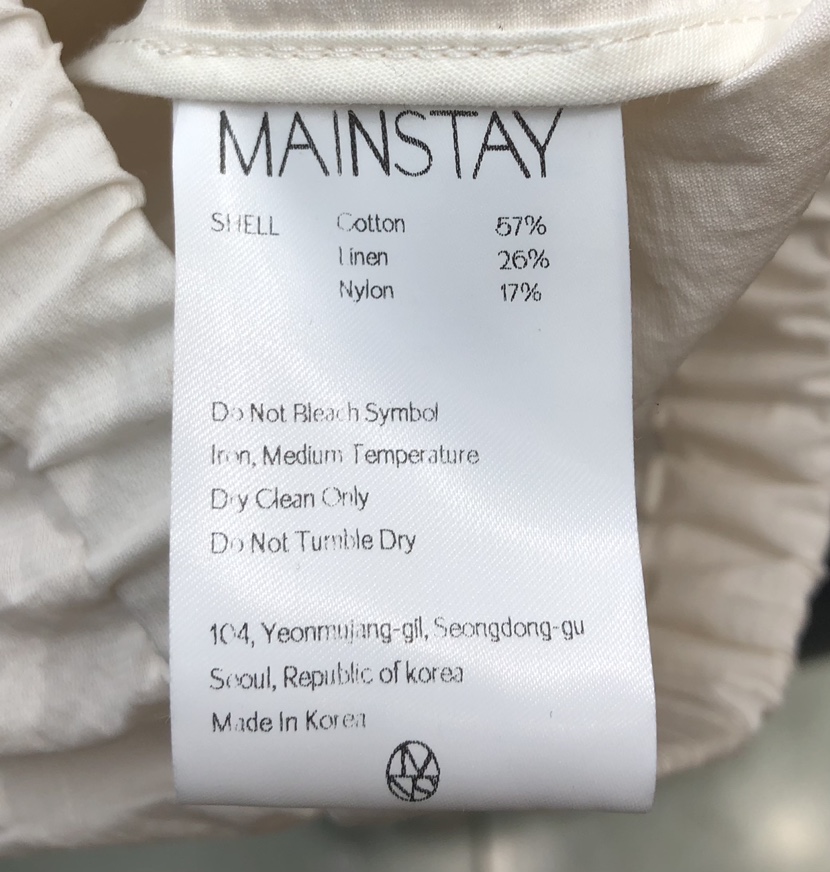 MAINSTAY
SHELL Cotton 57%
Linen 26%
Nylon 17%
Do Not Bleach Symbol
Iron, Medium Temperature
Dry Clean Only
Do Not Tumble Dry
104, Yeonmujang-gil, Seongdong-gu
Seoul, Republic of korea
Made In Korea